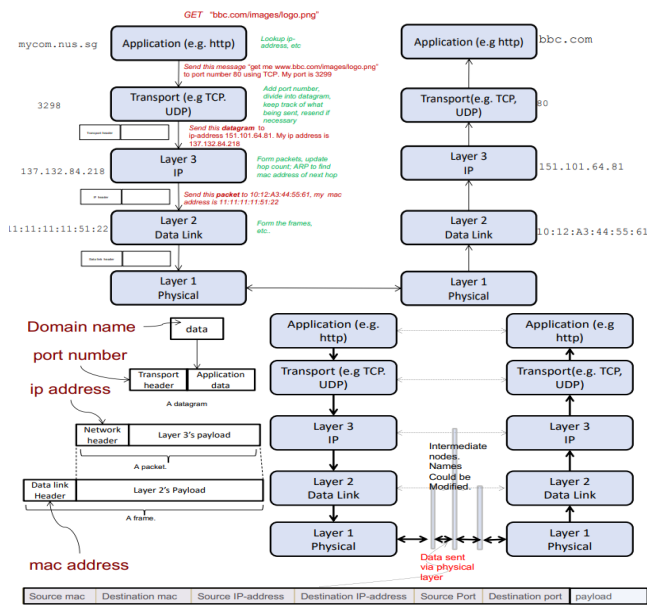 GET "bbc.com/images/logo.png"
mycom.nus.sg
Application (e.g. http)
Lookup ip-
address, etc
Application (e.g http)
bbc.com
Send this message "get me www.bbc.com/images/logo.png"
to port number 80 using TCP. My port is 3299
3298
Transport (e.g TCP.
UDP)
Add port number,
divide into datagram,
keep track of what
being sent, resend if
necessary
Transport(e.g. TCP,
UDP)
80
Transport header
Send this datagram to
ip-address 151.101.64.81. My ip address is
137.132.84.218
137.132.84.218
Layer 3
IP
Form packets, update
hop count; ARP to find
mac address of next hop
Layer 3
IP
151.101.64.81
IP header
Send this packet to 10:12:A3:44:55:61, my mac
address is 11:11:11:11:51:22
11:11:11:11:51:22
Layer 2
Data Link
Form the frames,
etc..
Layer 2
Data Link
10:12:A3:44:55:61
Data link header
Layer 1
Physical
Layer 1
Physical
Domain name
data
port number
Transport
header
Application
data
A datagram
ip address
Network
header
Layer 3's payload
A packet.
Data link
Header
Layer 2's Payload
A frame.
mac address
Application (e.g.
http)
Application (e.g
http)
Transport (e.g TCP.
UDP)
Transport(e.g. TCP,
UDP)
Layer 3
IP
Layer 3
IP
Intermediate
nodes.
Names
Could be
Modified.
Layer 2
Data Link
Layer 2
Data Link
Layer 1
Physical
Layer 1
Physical
Data sent
via physical
layer
Source mac
Destination mac
Source IP-address
Destination IP-address
Source Port
Destination port
payload